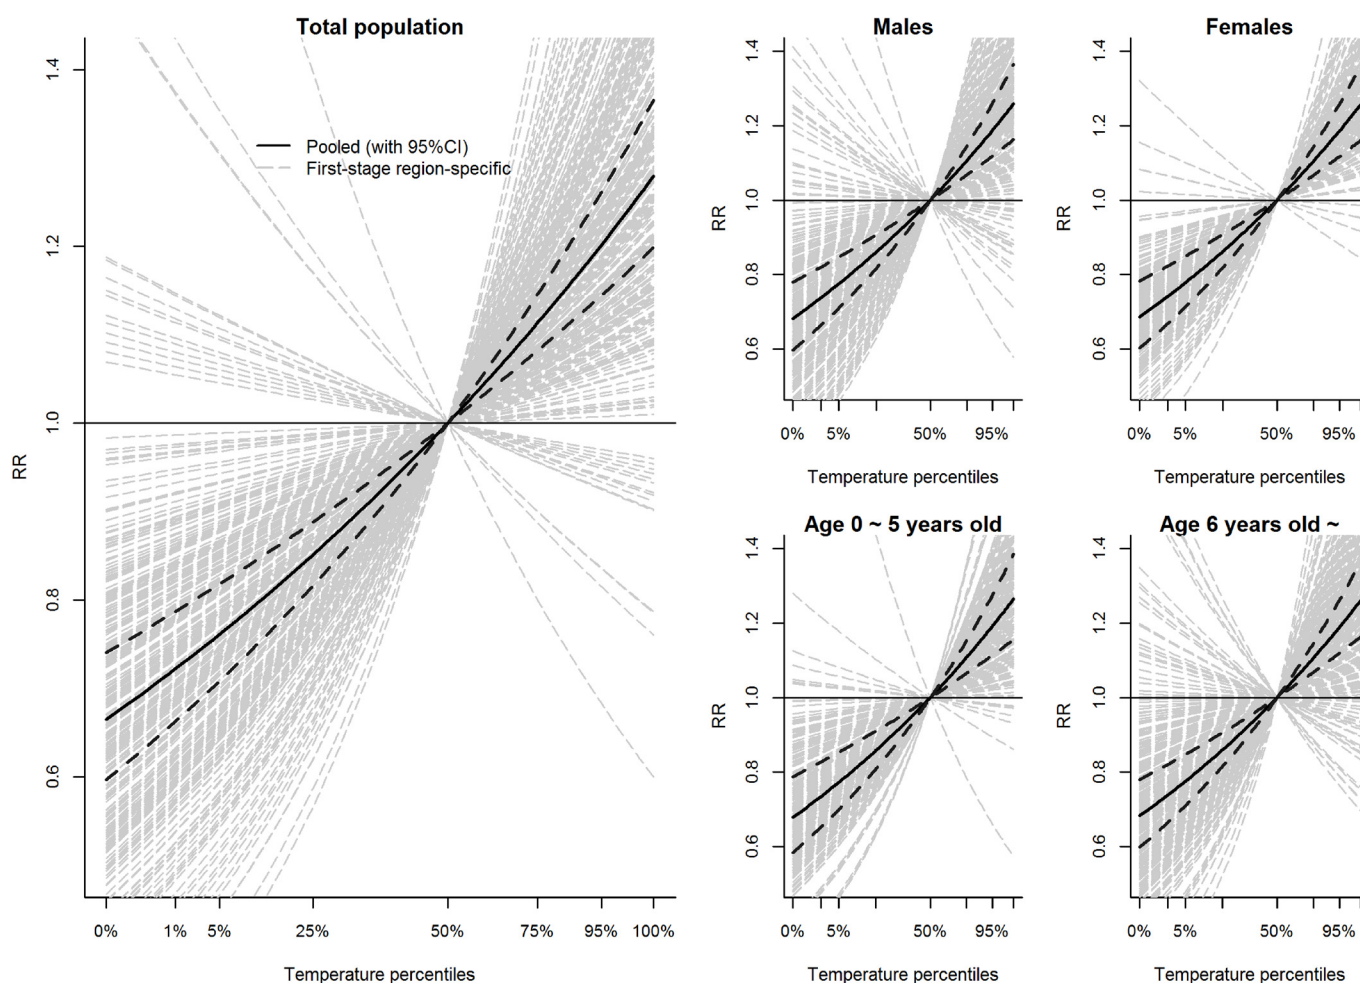 Total population
1.4
1.2
1.0
0.8
0.6
RR
Pooled (with 95%CI)
First-stage region-specific
0% 1% 5% 25% 50% 75% 95% 100%
Temperature percentiles
Males
1.4
1.2
1.0
0.8
0.6
RR
0% 5% 50% 95%
Temperature percentiles
Females
1.4
1.2
1.0
0.8
0.6
RR
0% 5% 50% 95%
Temperature percentiles
Age 0 ~ 5 years old
1.4
1.2
1.0
0.8
0.6
RR
0% 5% 50% 95%
Temperature percentiles
Age 6 years old ~
1.4
1.2
1.0
0.8
0.6
RR
0% 5% 50% 95%
Temperature percentiles